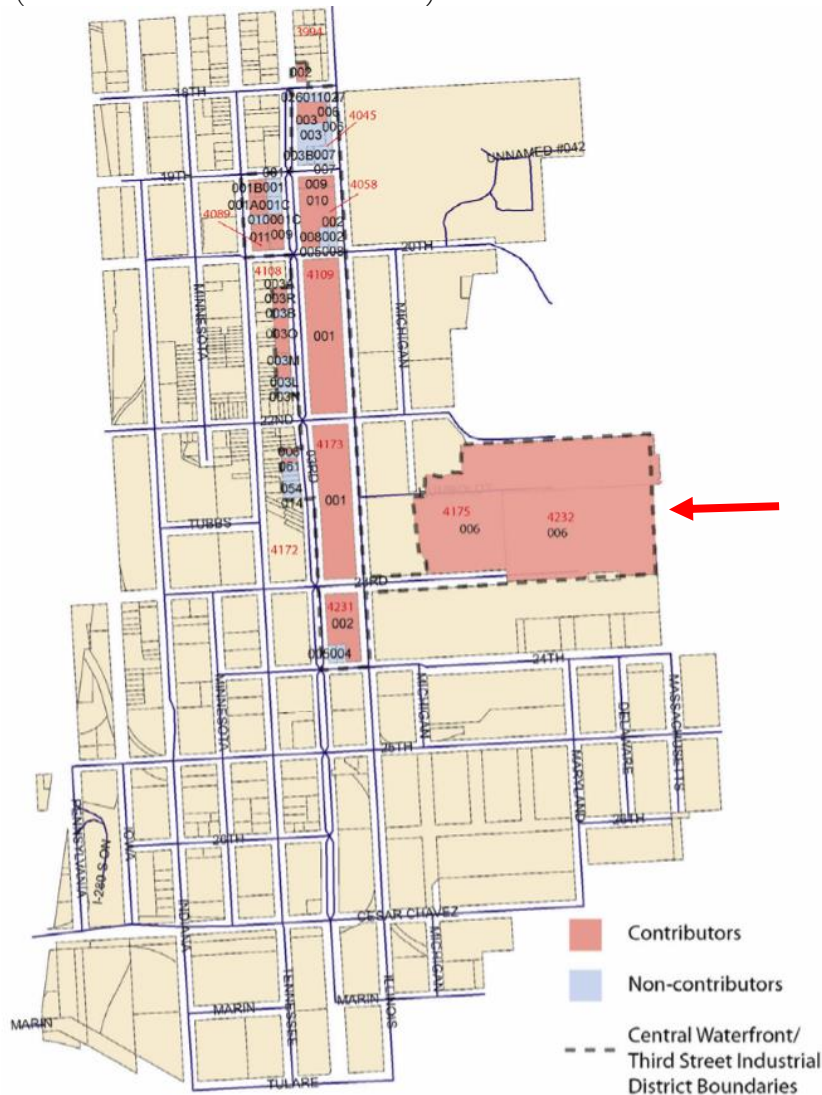 3994
002
18TH
026011027
006
003
4045
003
006
003B007
UNNAMED #042
19TH
001
007
001B001
009
4058
001A001C
010
4089
010001C
002
011
009
008002
20TH
005008
4108
4109
003A
003R
MINNESOTA
003B
MICHIGAN
003O
001
003M
003L
003N
22ND
4173
006
061
03RD
054
001
014
HUMBOLDT
4175
4232
006
006
TUBBS
4172
23RD
4231
002
005004
24TH
MINNESOTA
MICHIGAN
DELAWARE
MASSACHUSETTS
25TH
MARYLAND
PENNSYLVANIA
IOWA
I-280 S ON
26TH
26TH
INDIANA
CESAR CHAVEZ
Contributors
MICHIGAN
TENNESSEE
ILLINOIS
Non-contributors
MARIN
MARIN
MARIN
Central Waterfront/
Third Street Industrial
District Boundaries
TULARE